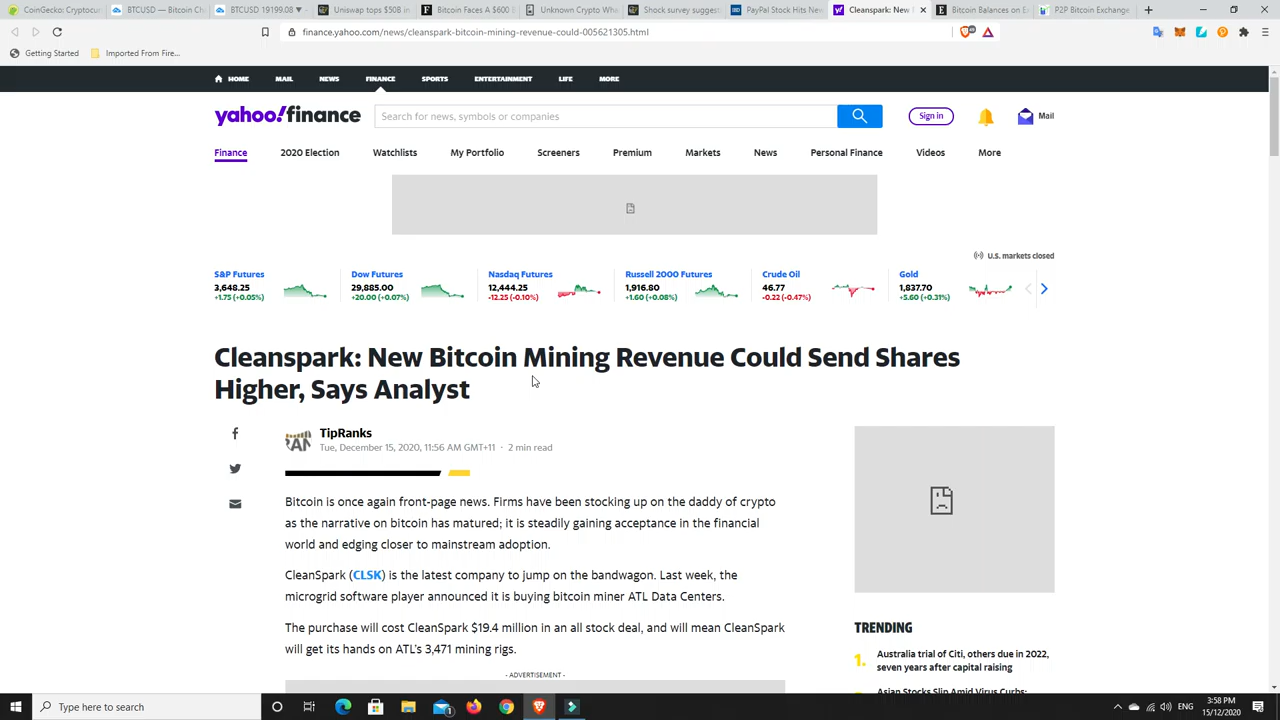 CoinGecko: Cryptocurr
BTCUSD — Bitcoin Ch
BTCUSD 19199.08 ▼
Uniswap tops $50B in
Bitcoin Faces A $600 B
Unknown Crypto Wh
Shock survey suggest
PayPal Stock Hits New
Cleanspark: New
Bitcoin Balances on E
P2P Bitcoin Exchange
finance.yahoo.com/news/cleanspark-bitcoin-mining-revenue-could-005621305.html
Getting Started
Imported From Fire...
HOME
MAIL
NEWS
FINANCE
SPORTS
ENTERTAINMENT
LIFE
MORE
yahoo!finance
Search for news, symbols or companies
Sign in
Mail
Finance
2020 Election
Watchlists
My Portfolio
Screeners
Premium
Markets
News
Personal Finance
Videos
More
U.S. markets closed
S&P Futures
3,648.25
+1.75 (+0.05%)
Dow Futures
29,885.00
+20.00 (+0.07%)
Nasdaq Futures
12,444.25
-12.25 (-0.10%)
Russell 2000 Futures
1,916.80
+1.60 (+0.08%)
Crude Oil
46.77
-0.22 (-0.47%)
Gold
1,837.70
+5.60 (+0.31%)
Cleanspark: New Bitcoin Mining Revenue Could Send Shares
Higher, Says Analyst
TipRanks
Tue, December 15, 2020, 11:56 AM GMT+11 · 2 min read
Bitcoin is once again front-page news. Firms have been stocking up on the daddy of crypto
as the narrative on bitcoin has matured; it is steadily gaining acceptance in the financial
world and edging closer to mainstream adoption.
CleanSpark (CLSK) is the latest company to jump on the bandwagon. Last week, the
microgrid software player announced it is buying bitcoin miner ATL Data Centers.
The purchase will cost CleanSpark $19.4 million in an all stock deal, and will mean CleanSpark
will get its hands on ATL's 3,471 mining rigs.
- ADVERTISEMENT -
TRENDING
1. Australia trial of Citi, others due in 2022,
seven years after capital raising
Asian Stocks Slip Amid Virus Curbs:
Type here to search
ENG
3:58 PM
15/12/2020